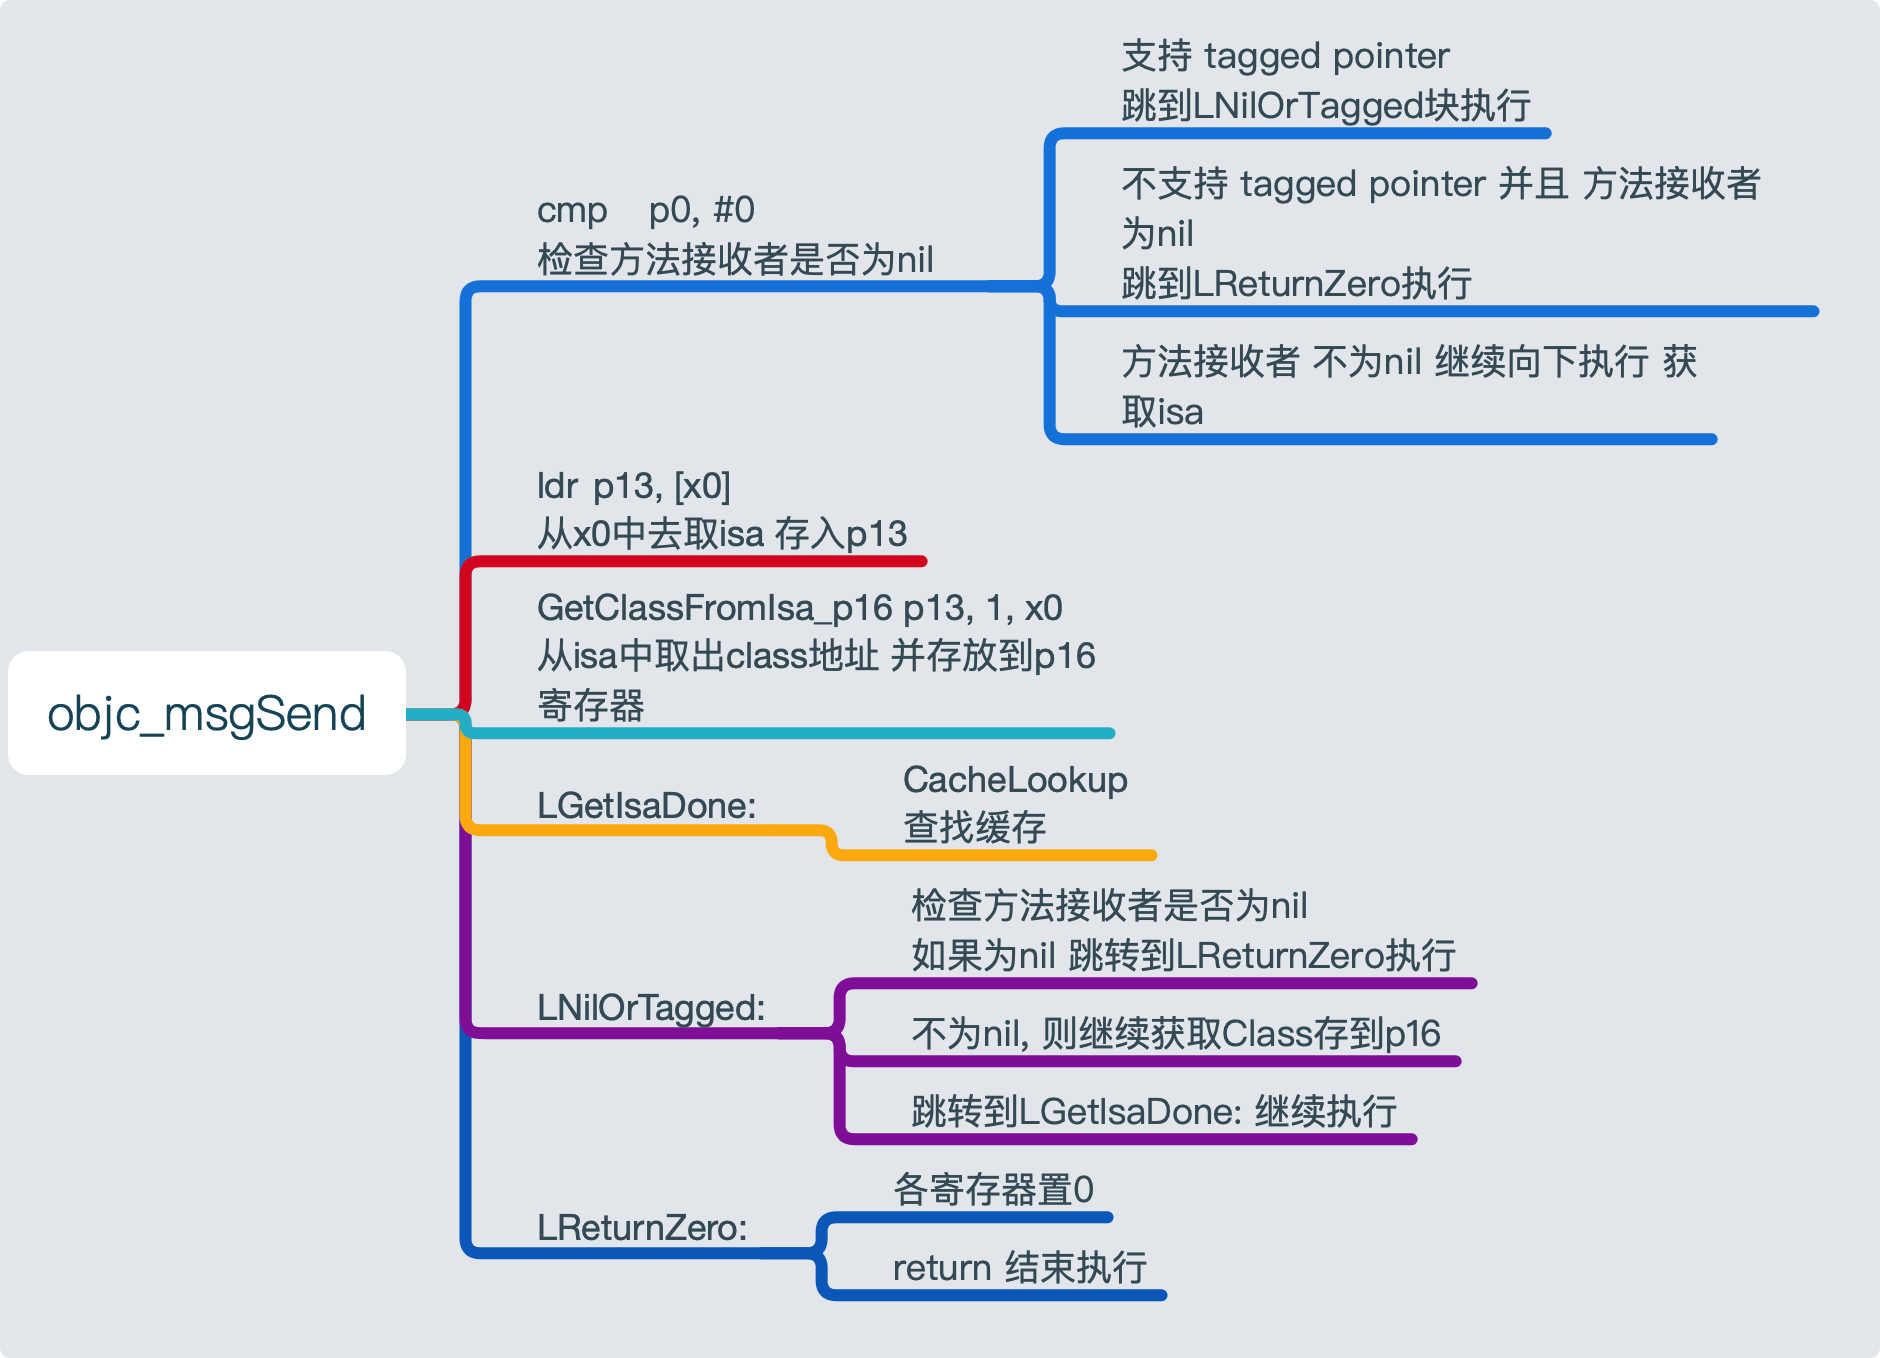 objc_msgSend
cmp    p0, #0
检查方法接收者是否为nil
支持 tagged pointer
跳到LNilOrTagged块执行
不支持 tagged pointer 并且 方法接收者
为nil
跳到LReturnZero执行
方法接收者 不为nil 继续向下执行 获
取isa
ldr  p13, [x0]
从x0中去取isa 存入p13
GetClassFromIsa_p16 p13, 1, x0
从isa中取出class地址 并存放到p16
寄存器
LGetIsaDone:
CacheLookup
查找缓存
LNilOrTagged:
检查方法接收者是否为nil
如果为nil 跳转到LReturnZero执行
不为nil, 则继续获取Class存到p16
跳转到LGetIsaDone: 继续执行
LReturnZero:
各寄存器置0
return 结束执行